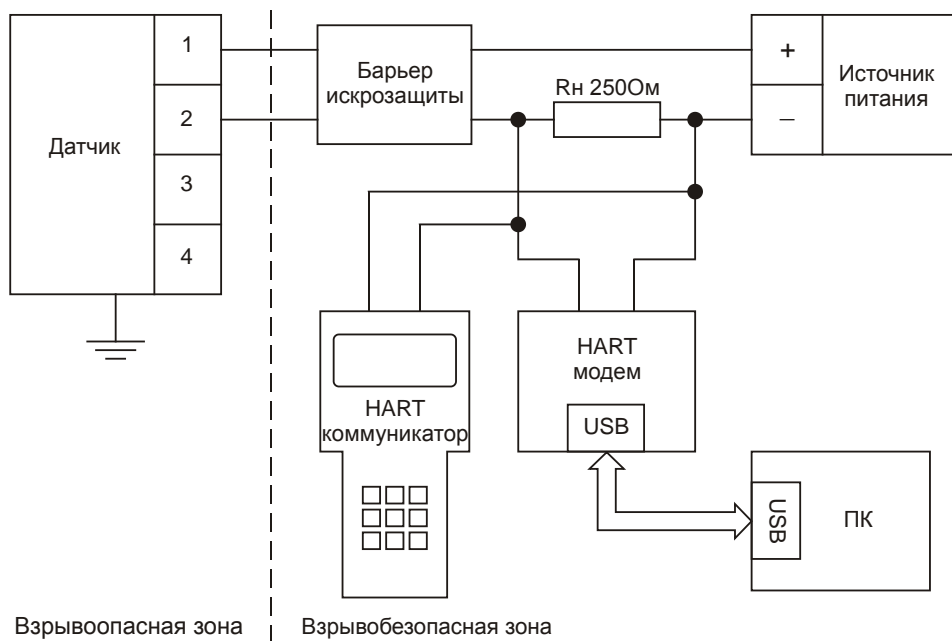 Датчик
1
2
3
4
Барьер
искрозащиты
Rн 250Ом
+
–
Источник
питания
HART
коммуникатор
HART
модем
USB
USB
ПК
Взрывоопасная зона
Взрывобезопасная зона